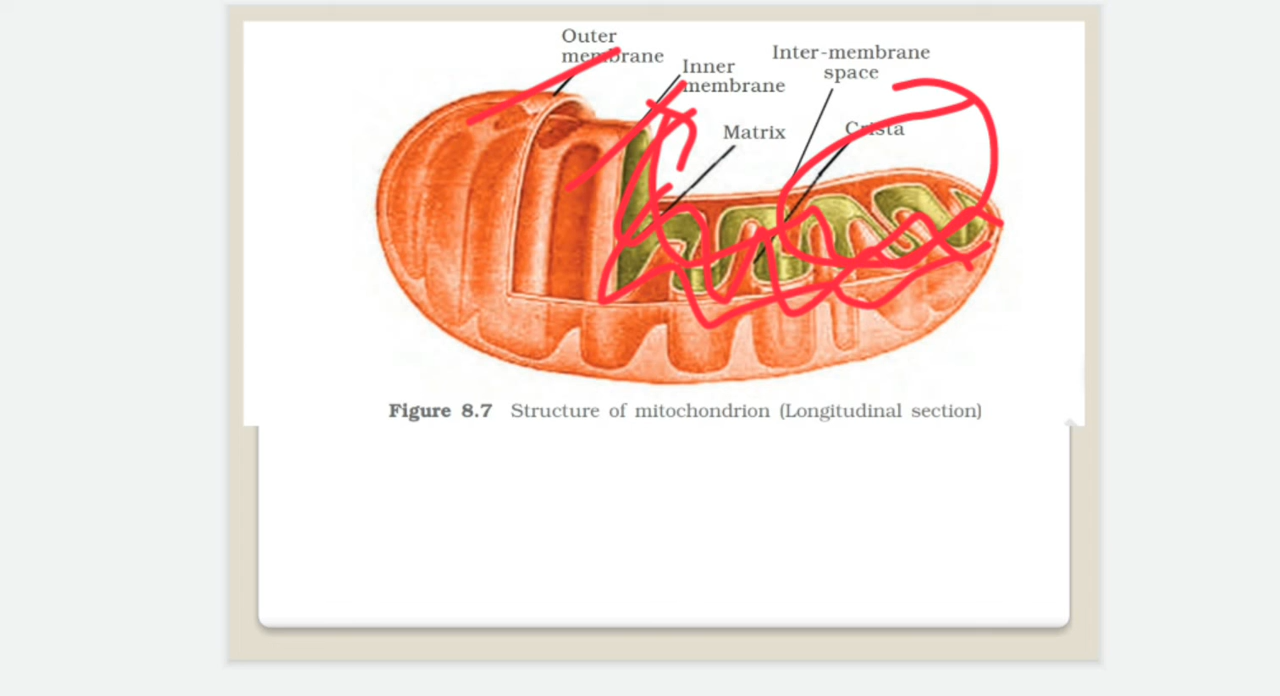 Outer
membrane
Inner
membrane
Inter-membrane
space
Matrix
Crista
Figure 8.7 Structure of mitochondrion (Longitudinal section)